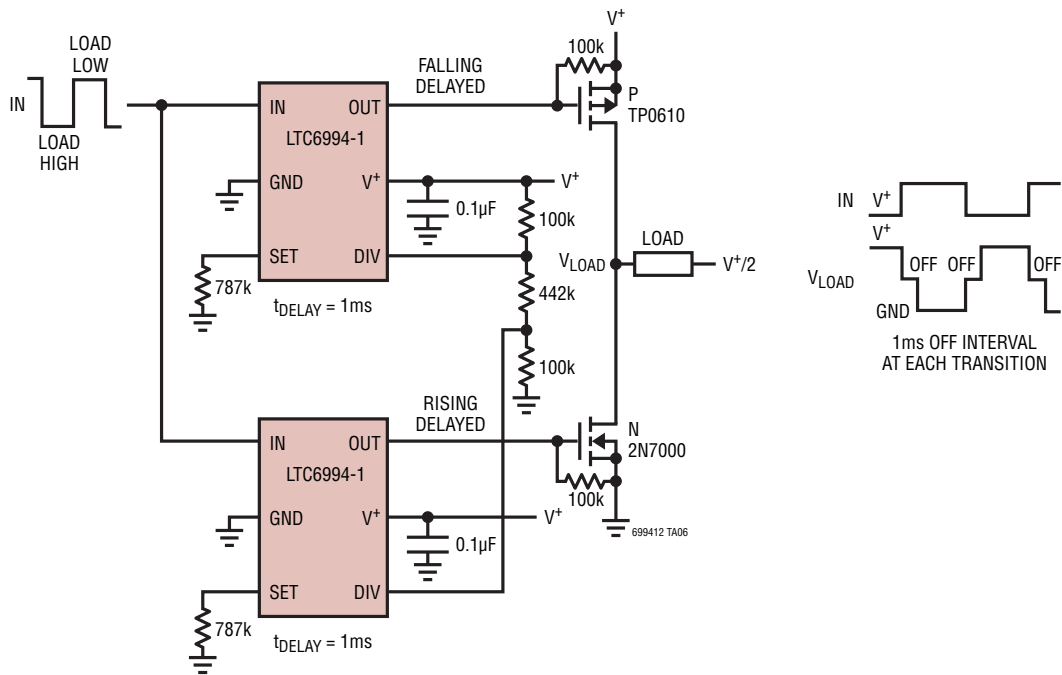 LOAD
LOW
IN
LOAD
HIGH
IN
OUT
LTC6994-1
GND
V+
SET
DIV
787k
tDELAY = 1ms
FALLING
DELAYED
0.1µF
V+
100k
442k
100k
V+
100k
P
TP0610
VLOAD
LOAD
V+/2
IN
OUT
LTC6994-1
GND
V+
SET
DIV
787k
tDELAY = 1ms
RISING
DELAYED
0.1µF
V+
N
2N7000
100k
699412 TA06
IN
V+
V+
OFF
OFF
OFF
VLOAD
GND
1ms OFF INTERVAL
AT EACH TRANSITION